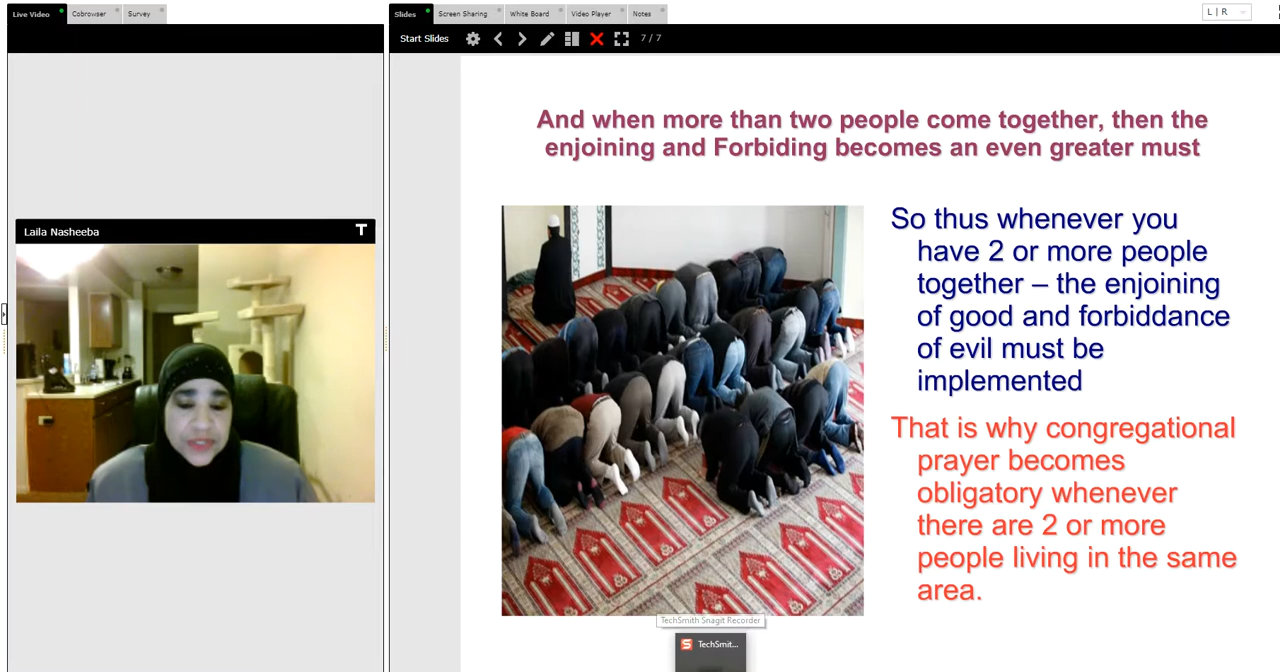 Live Video
Cobrowser
Survey
Slides
Screen Sharing
White Board
Video Player
Notes
L | R
Start Slides
7 / 7
Laila Nasheeba
T
And when more than two people come together, then the
enjoining and Forbiding becomes an even greater must
So thus whenever you
have 2 or more people
together – the enjoining
of good and forbiddance
of evil must be
implemented
That is why congregational
prayer becomes
obligatory whenever
there are 2 or more
people living in the same
area.
TechSmith Snagit Recorder
S
TechSmit...